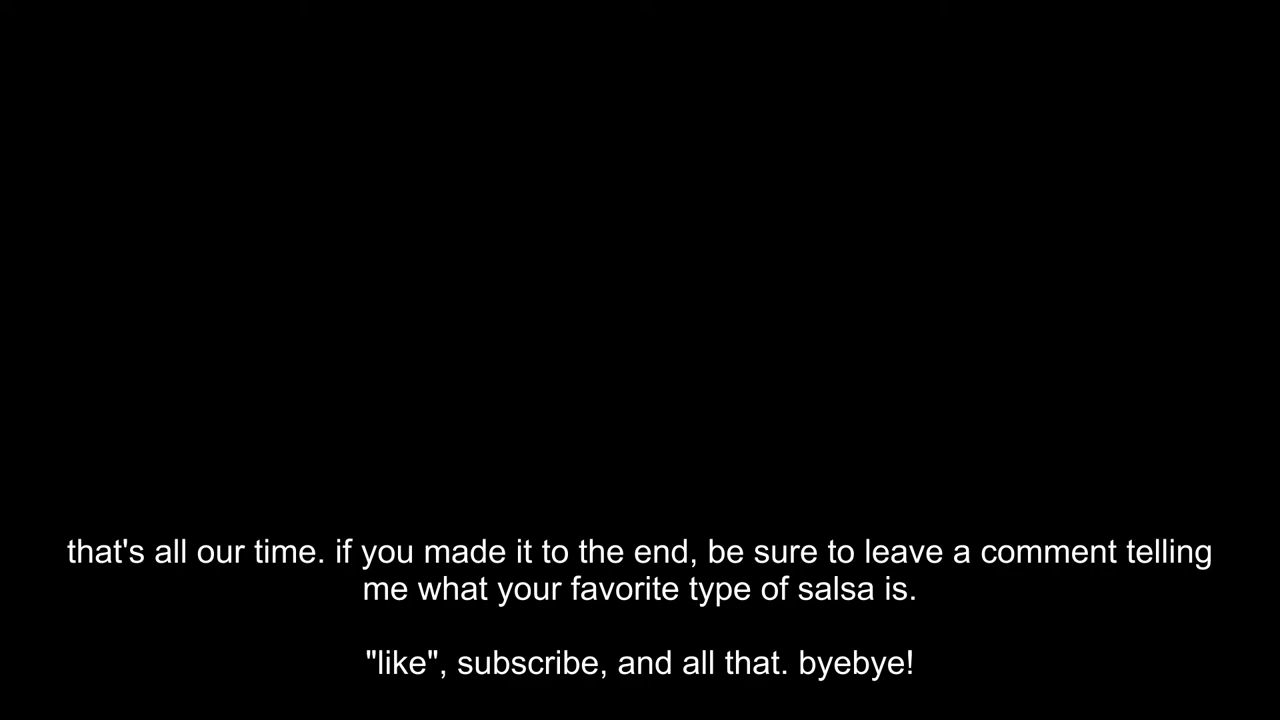 that's all our time. if you made it to the end, be sure to leave a comment telling
me what your favorite type of salsa is.
"like", subscribe, and all that. byebye!